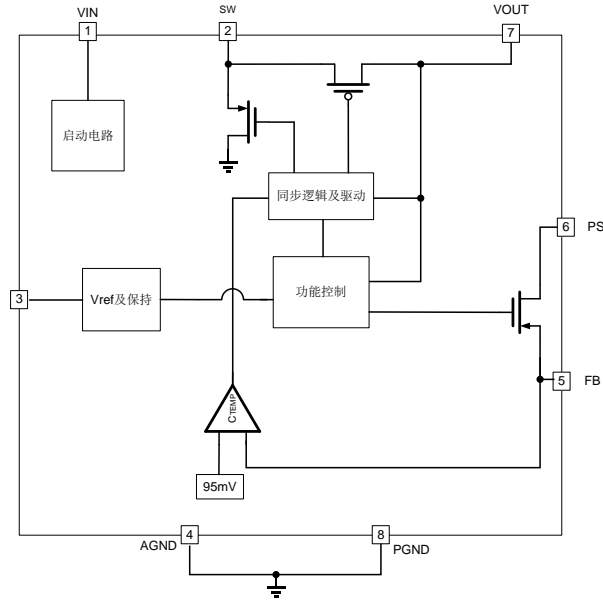 VIN
SW
VOUT
1
2
7
启动电路
同步逻辑及驱动
6
PS
3
Vref及保持
功能控制
5
FB
CTEMP
95mV
4
8
AGND
PGND